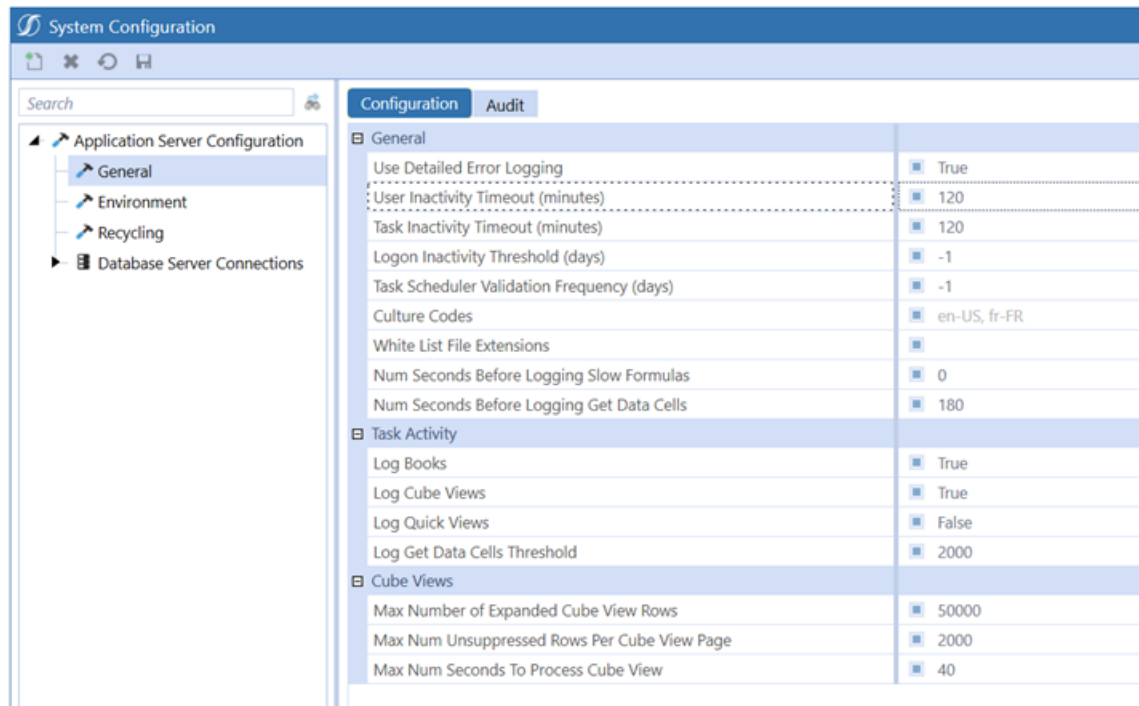 System Configuration
Search
Application Server Configuration
General
Environment
Recycling
Database Server Connections
Configuration Audit
General
Use Detailed Error Logging True
User Inactivity Timeout (minutes) 120
Task Inactivity Timeout (minutes) 120
Logon Inactivity Threshold (days) -1
Task Scheduler Validation Frequency (days) -1
Culture Codes en-US, fr-FR
White List File Extensions
Num Seconds Before Logging Slow Formulas 0
Num Seconds Before Logging Get Data Cells 180
Task Activity
Log Books True
Log Cube Views True
Log Quick Views False
Log Get Data Cells Threshold 2000
Cube Views
Max Number of Expanded Cube View Rows 50000
Max Num Unsuppressed Rows Per Cube View Page 2000
Max Num Seconds To Process Cube View 40